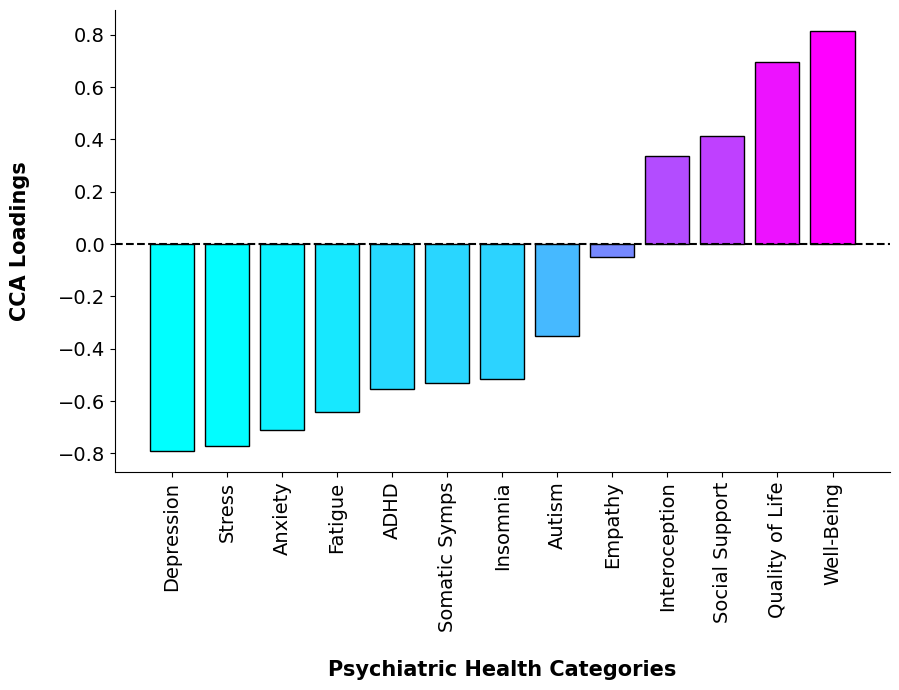 CCA Loadings
0.8
0.6
0.4
0.2
0.0
−0.2
−0.4
−0.6
−0.8
Depression
Stress
Anxiety
Fatigue
ADHD
Somatic Symps
Insomnia
Autism
Empathy
Interoception
Social Support
Quality of Life
Well-Being
Psychiatric Health Categories